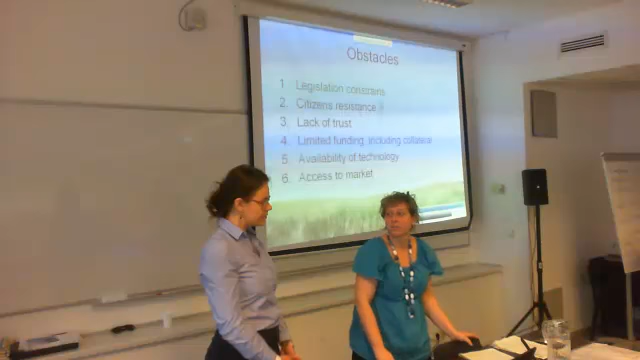 Obstacles
1 Legislation constrains
2. Citizens resistance
3. Lack of trust
4. Limited funding, including collateral
5. Availability of technology
6. Access to market